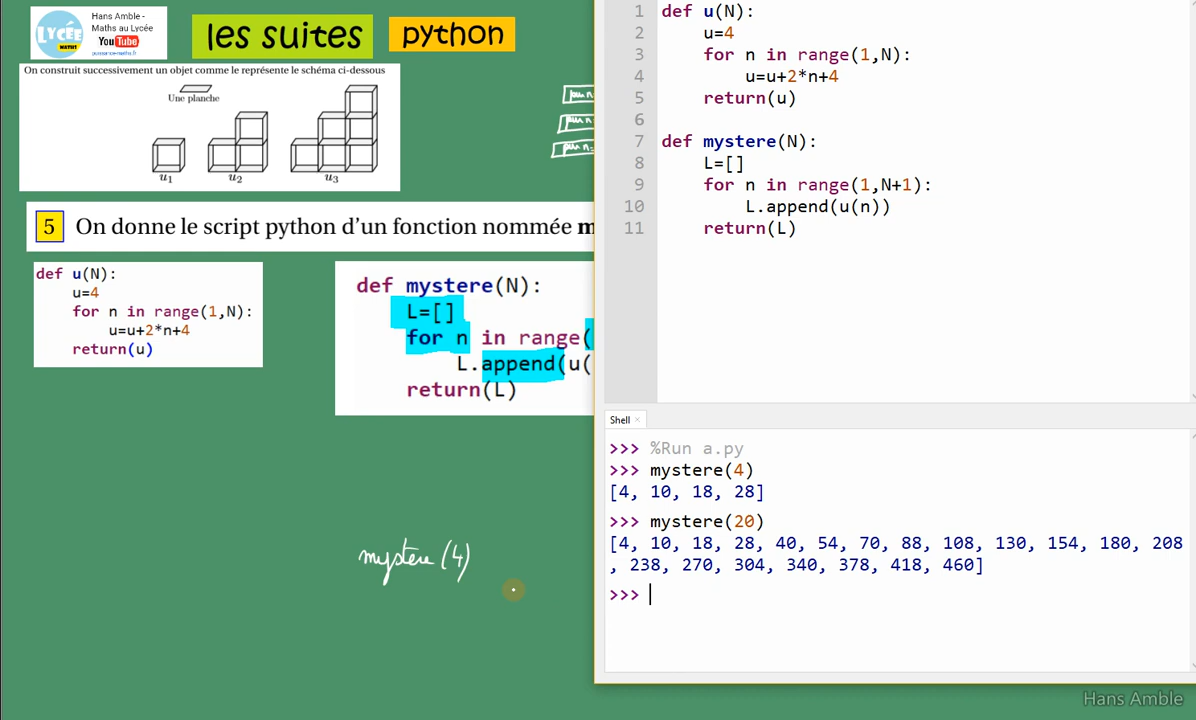 Hans Amble -
Maths au Lycée
YouTube
LYCÉE
MATHS
les suites
python
On construit successivement un objet comme le représente le schéma ci-dessous
Une planche
u1
u2
u3
5 On donne le script python d'un fonction nommée m
def u(N):
u=4
for n in range(1,N):
u=u+2*n+4
return(u)
def mystere(N):
L=[]
for n in range(
L.append(u(
return(L)
mystere (4)
1 def u(N):
2 u=4
3 for n in range(1,N):
4 u=u+2*n+4
5 return(u)
6
7 def mystere(N):
8 L=[]
9 for n in range(1,N+1):
10 L.append(u(n))
11 return(L)
Shell
>>> %Run a.py
>>> mystere(4)
[4, 10, 18, 28]
>>> mystere(20)
[4, 10, 18, 28, 40, 54, 70, 88, 108, 130, 154, 180, 208
, 238, 270, 304, 340, 378, 418, 460]
>>>
Hans Amble